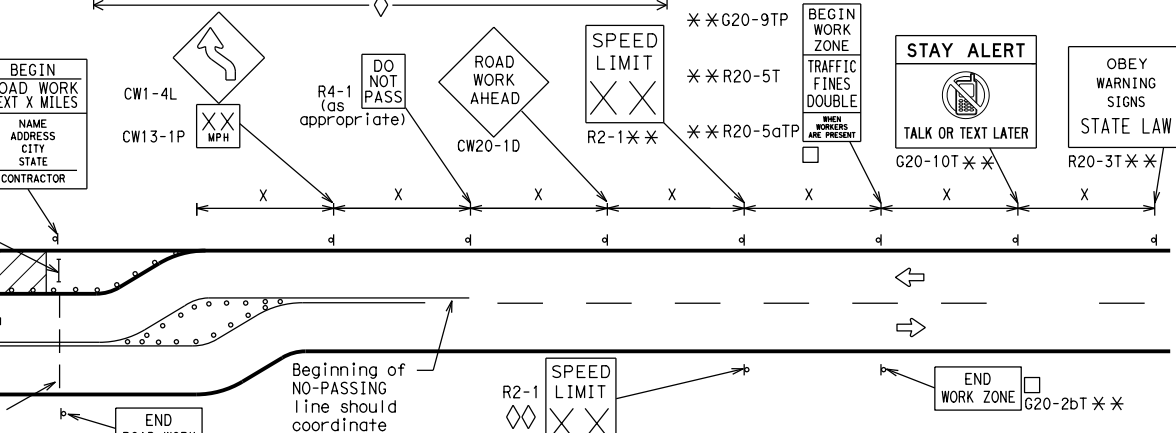 BEGIN
ROAD WORK
NEXT X MILES
NAME
ADDRESS
CITY
STATE
CONTRACTOR
CW1-4L
CW13-1P
X X
MPH
R4-1
(as
appropriate)
DO
NOT
PASS
ROAD
WORK
AHEAD
CW20-1D
SPEED
LIMIT
X X
R2-1**
**G20-9TP
**R20-5T
**R20-5aTP
BEGIN
WORK
ZONE
TRAFFIC
FINES
DOUBLE
WHEN
WORKERS
ARE PRESENT
STAY ALERT
TALK OR TEXT LATER
G20-10T**
OBEY
WARNING
SIGNS
STATE LAW
R20-3T**
X X X X X X X
Beginning of
NO-PASSING
line should
coordinate
R2-1
SPEED
LIMIT
X X
END
WORK ZONE
G20-2bT**
END
ROAD WORK